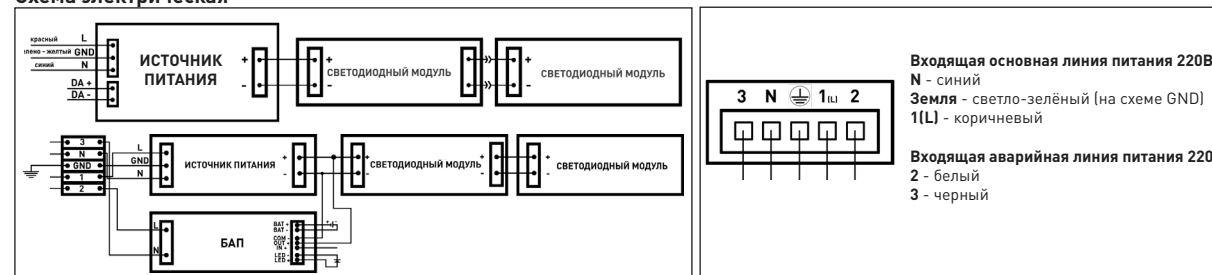 Схема электрическая
красный L
лено - желтый GND
синий N
DA +
DA -
ИСТОЧНИК
ПИТАНИЯ
+
-
+
-
СВЕТОДИОДНЫЙ МОДУЛЬ
+
-
СВЕТОДИОДНЫЙ МОДУЛЬ
3
N
GND
1
2
L
GND
N
ИСТОЧНИК ПИТАНИЯ
+
-
+
-
СВЕТОДИОДНЫЙ МОДУЛЬ
+
-
СВЕТОДИОДНЫЙ МОДУЛЬ
L
N
БАП
BAT +
BAT -
COM -
OUT +
IN +
LED -
LED +
+ -
3 N 1(L) 2
Входящая основная линия питания 220В
N - синий
Земля - светло-зелёный (на схеме GND)
1(L) - коричневый
Входящая аварийная линия питания 220
2 - белый
3 - черный